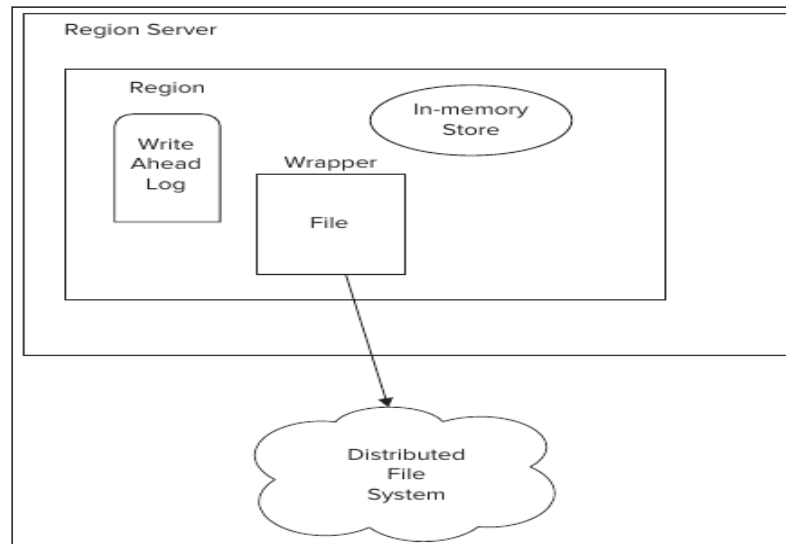 Region Server
Region
In-memory
Store
Write
Ahead
Log
Wrapper
File
Distributed
File
System